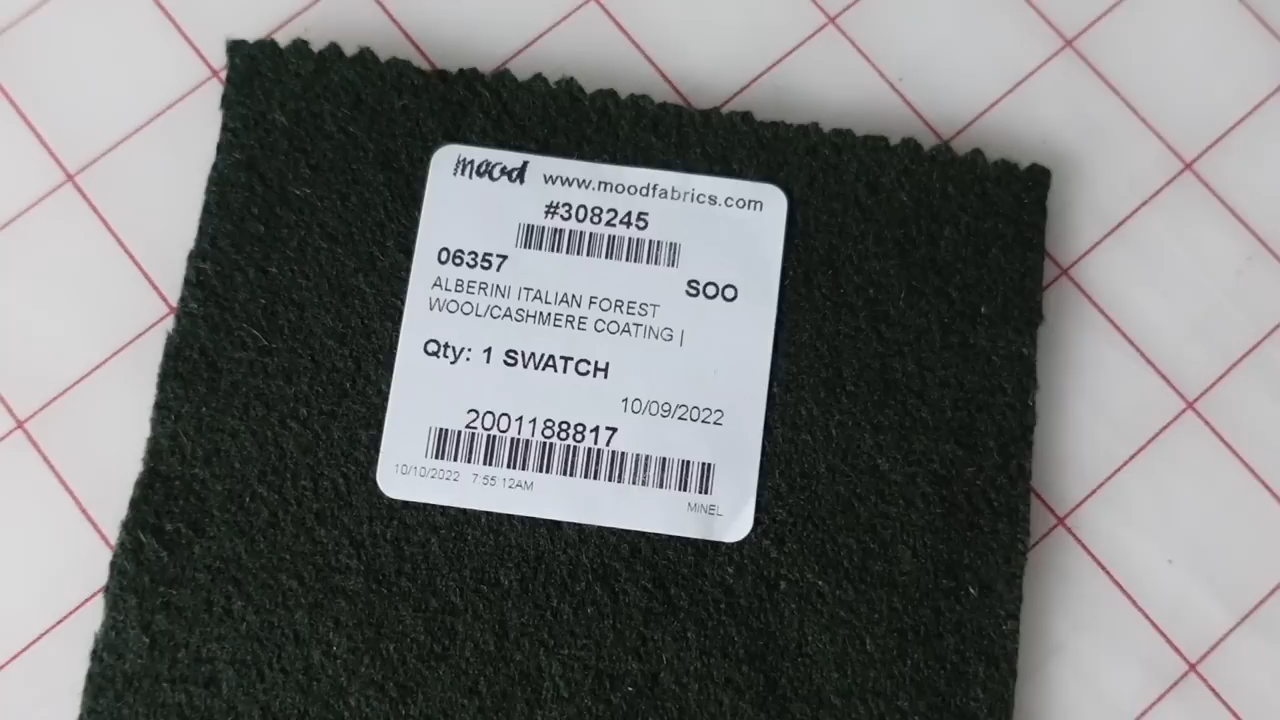 mood www.moodfabrics.com
#308245
06357
SOO
ALBERINI ITALIAN FOREST
WOOL/CASHMERE COATING |
Qty: 1 SWATCH
10/09/2022
2001188817
10/10/2022 7:55:12AM
MINEL